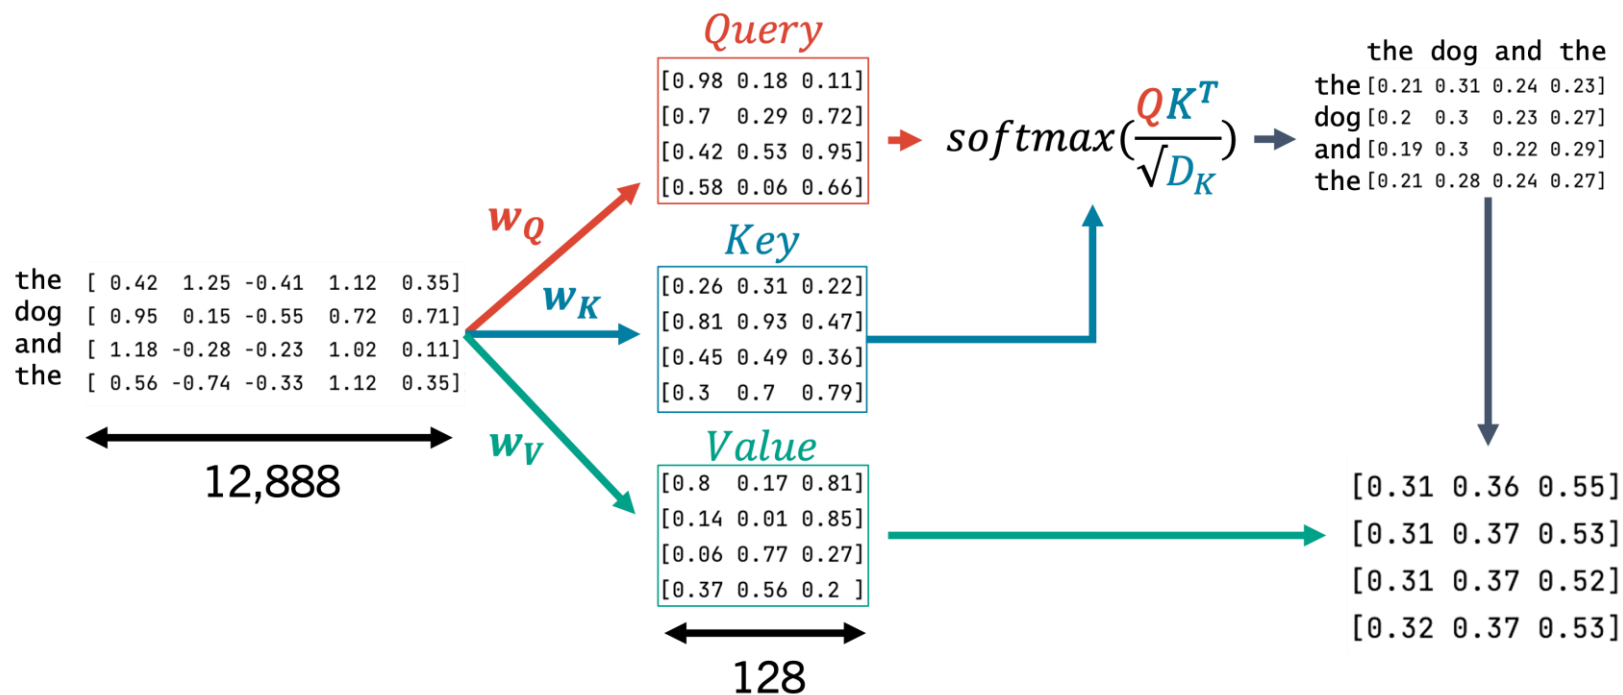 the [ 0.42 1.25 -0.41 1.12 0.35]
dog [ 0.95 0.15 -0.55 0.72 0.71]
and [ 1.18 -0.28 -0.23 1.02 0.11]
the [ 0.56 -0.74 -0.33 1.12 0.35]
12,888
w_Q
w_K
w_V
Query
[0.98 0.18 0.11]
[0.7 0.29 0.72]
[0.42 0.53 0.95]
[0.58 0.06 0.66]
Key
[0.26 0.31 0.22]
[0.81 0.93 0.47]
[0.45 0.49 0.36]
[0.3 0.7 0.79]
Value
[0.8 0.17 0.81]
[0.14 0.01 0.85]
[0.06 0.77 0.27]
[0.37 0.56 0.2 ]
128
softmax(QK^T/√D_K)
the dog and the
the [0.21 0.31 0.24 0.23]
dog [0.2 0.3 0.23 0.27]
and [0.19 0.3 0.22 0.29]
the [0.21 0.28 0.24 0.27]
[0.31 0.36 0.55]
[0.31 0.37 0.53]
[0.31 0.37 0.52]
[0.32 0.37 0.53]